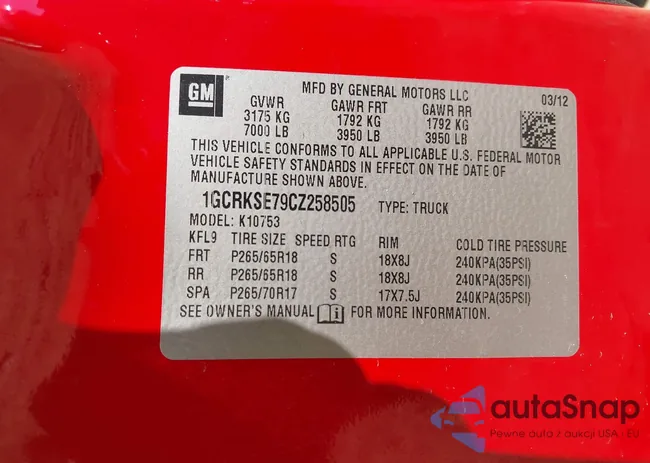 GM
MFD BY GENERAL MOTORS LLC 03/12
GVWR GAWR FRT GAWR RR
3175 KG 1792 KG 1792 KG
7000 LB 3950 LB 3950 LB
THIS VEHICLE CONFORMS TO ALL APPLICABLE U.S. FEDERAL MOTOR
VEHICLE SAFETY STANDARDS IN EFFECT ON THE DATE OF
MANUFACTURE SHOWN ABOVE.
1GCRKSE79CZ258505 TYPE: TRUCK
MODEL: K10753
KFL9 TIRE SIZE SPEED RTG RIM COLD TIRE PRESSURE
FRT P265/65R18 S 18X8J 240KPA(35PSI)
RR P265/65R18 S 18X8J 240KPA(35PSI)
SPA P265/70R17 S 17X7.5J 240KPA(35PSI)
SEE OWNER'S MANUAL FOR MORE INFORMATION.
autaSnap
Pewne auta z aukcji USA - EU